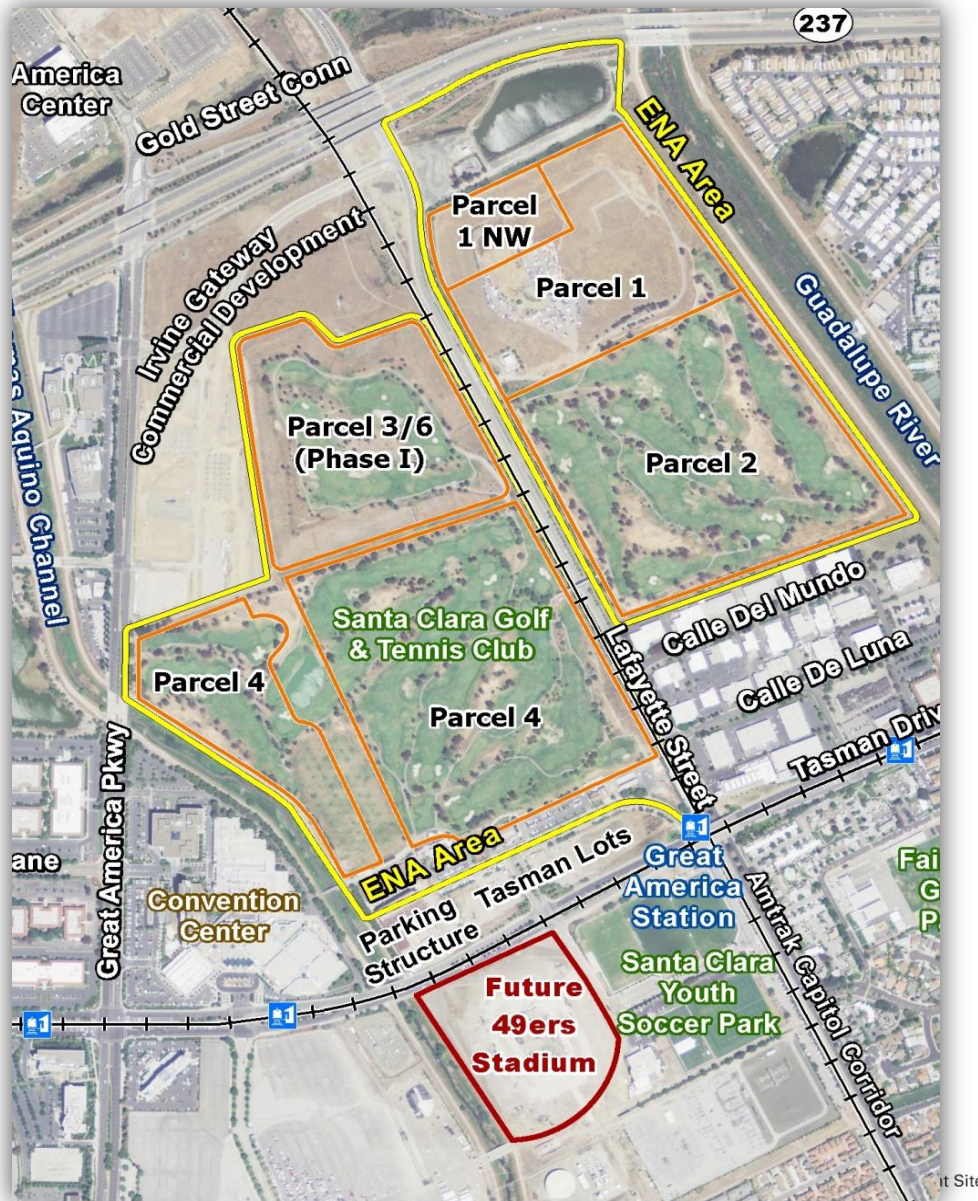 237
America
Center
Gold Street Conn
ENA Area
Parcel
1 NW
Irvine Gateway
Commercial Development
Parcel 1
Guadalupe River
Aquino Channel
Parcel 3/6
(Phase I)
Parcel 2
Calle Del Mundo
Santa Clara Golf
& Tennis Club
Lafayette Street
Calle De Luna
Parcel 4
Parcel 4
Great America Pkwy
Tasman Driv
ane
ENA Area
Tasman Lots
Parking
Structure
Great
America
Station
Fai
G
P
Convention
Center
Amtrak Capitol Corridor
Santa Clara
Youth
Soccer Park
Future
49ers
Stadium
nt Site